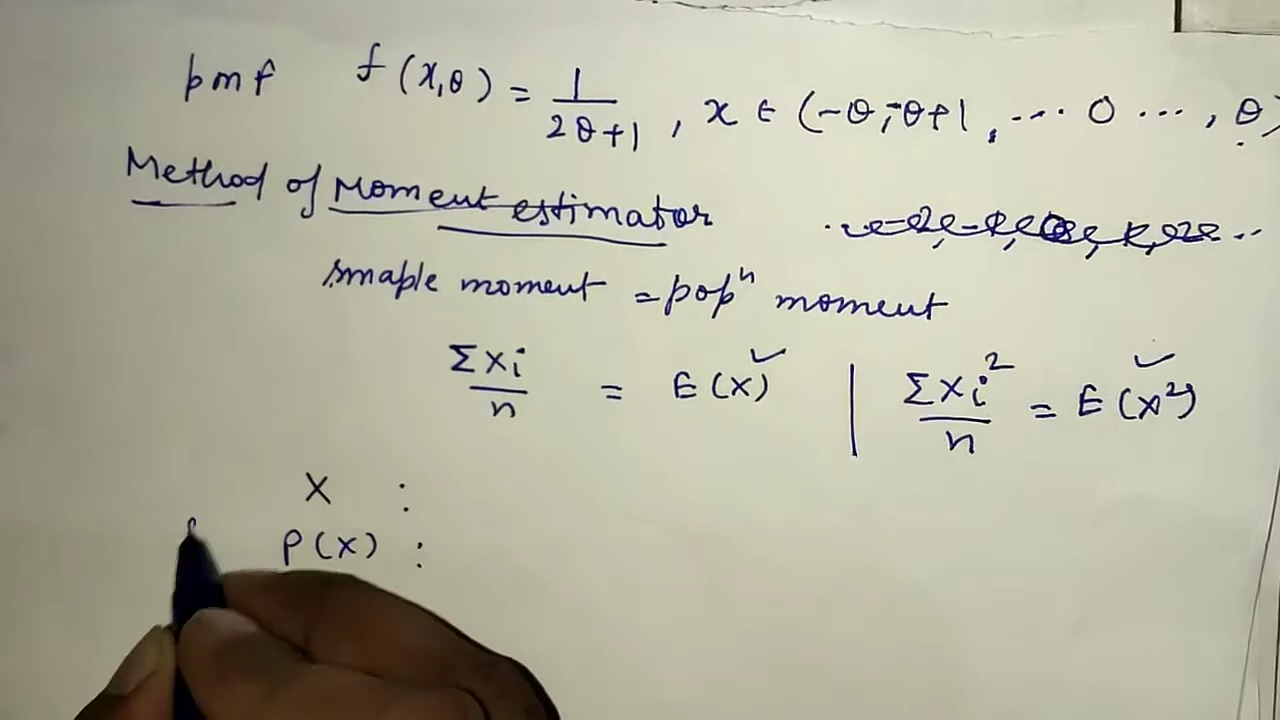 pmf f(x,θ) = 1/2θ+1 , x ∈ (-θ, -θ+1, ... 0 ..., θ)
Method of Moment estimator
smaple moment = popⁿ moment
Σxi/n = E(X) ✓ | Σxi²/n = E(X²) ✓
X :
P(X) :